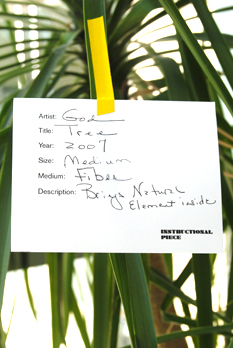 Artist: God
Title: Tree
Year: 2007
Size: Medium
Medium: Fiber
Description: Brings Natural
Element inside
INSTRUCTIONAL
PIECE